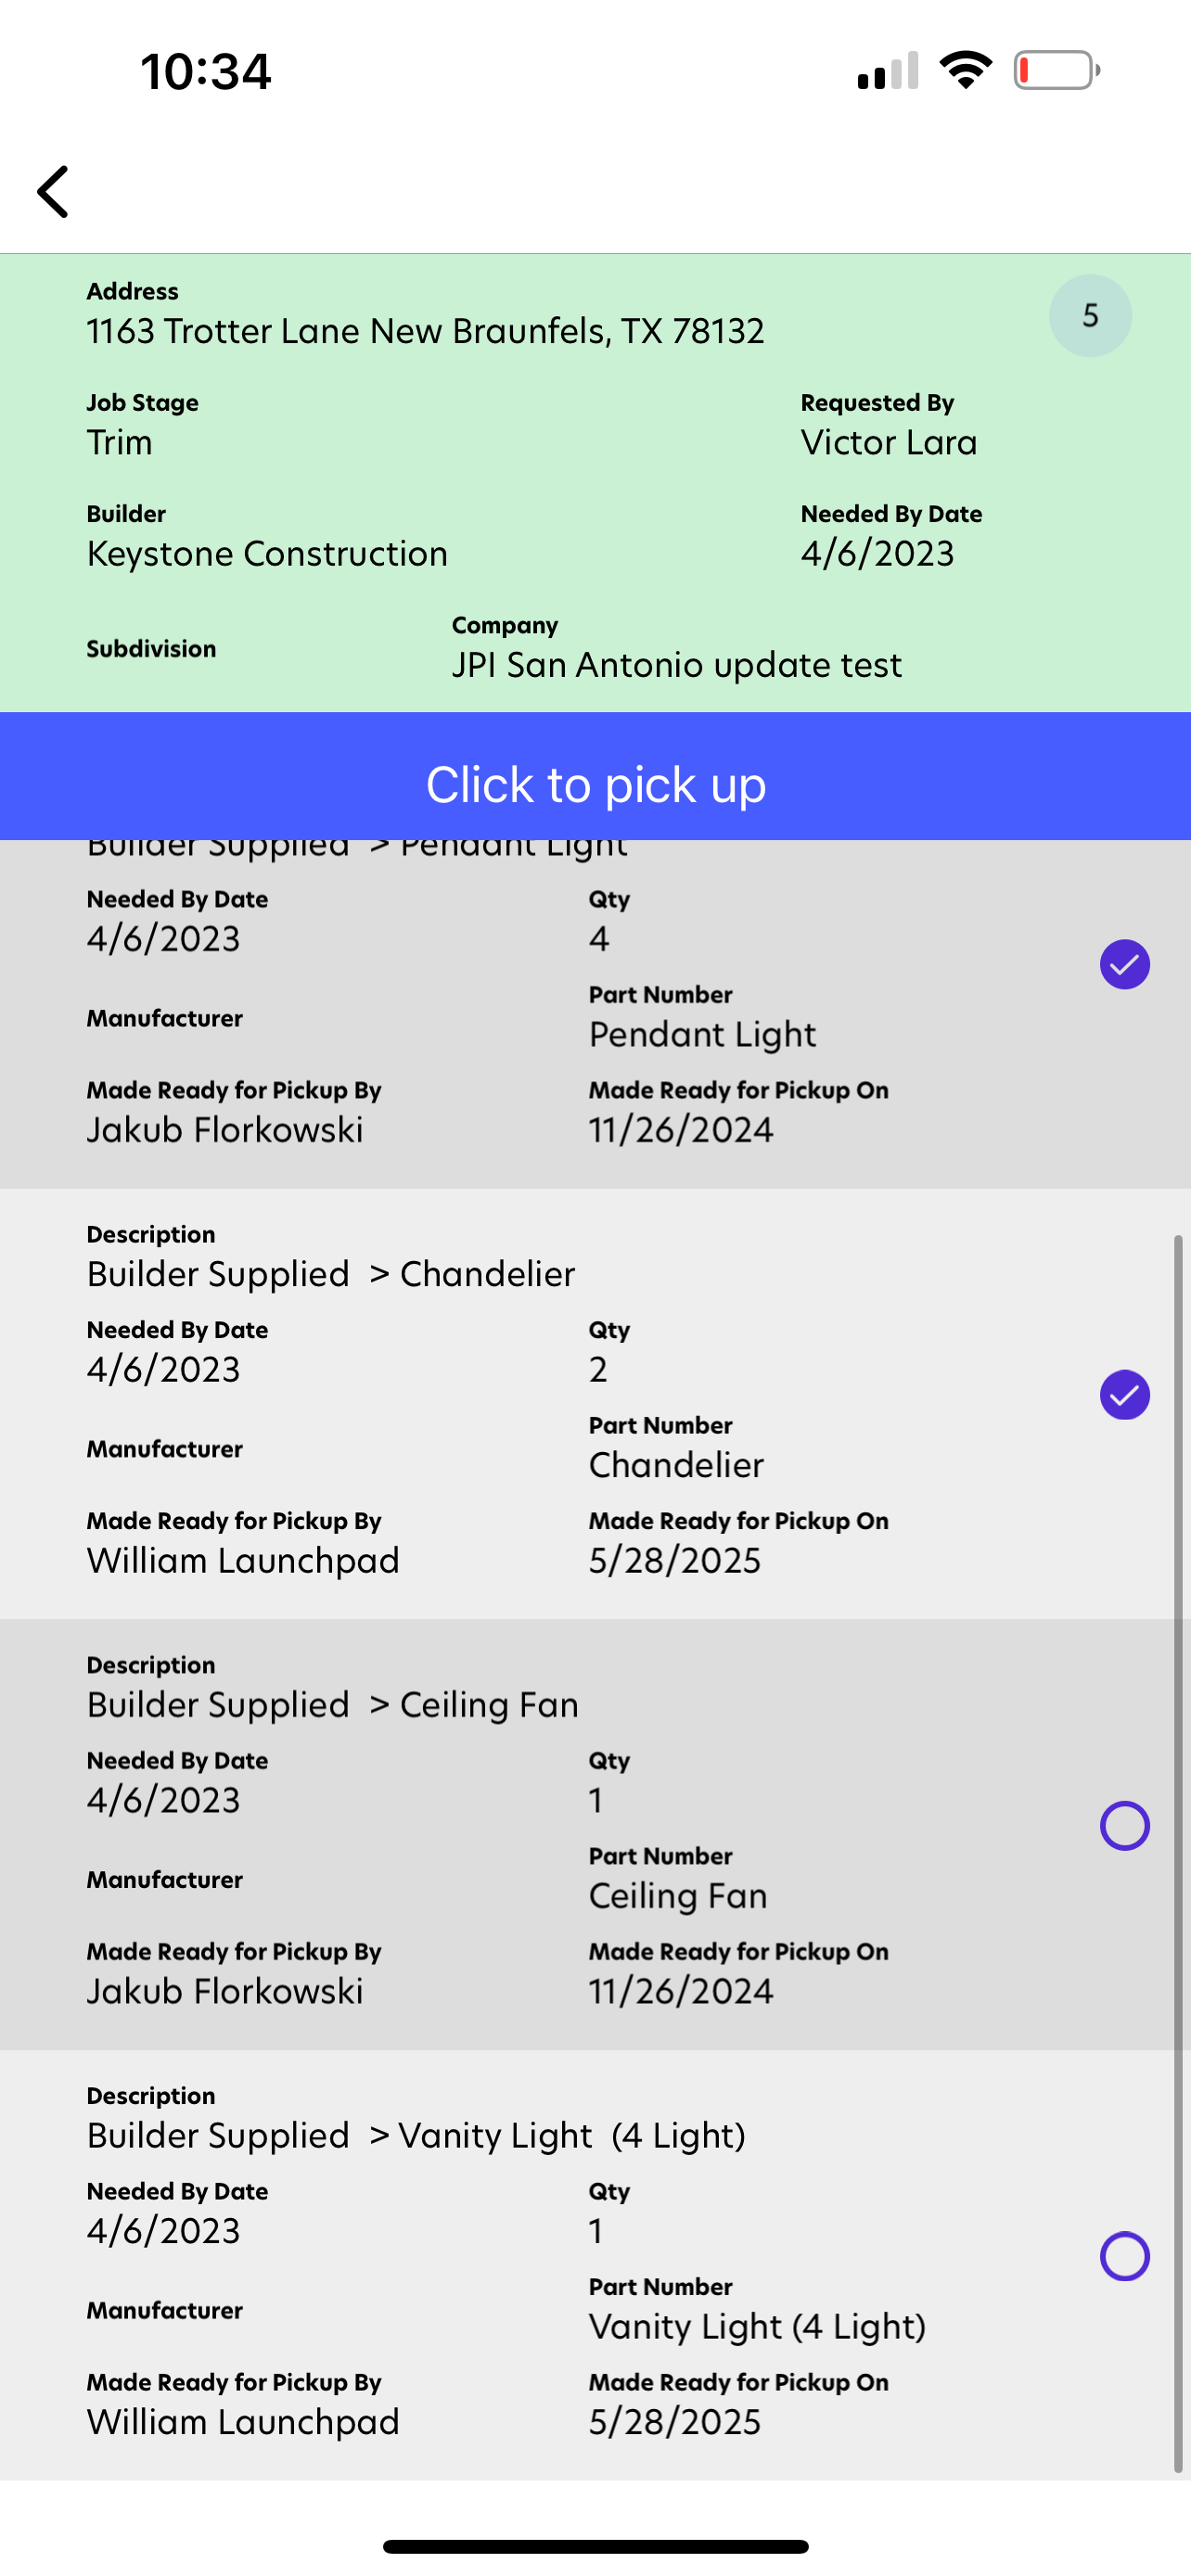 10:34
Address
1163 Trotter Lane New Braunfels, TX 78132
5
Job Stage
Requested By
Trim
Victor Lara
Builder
Needed By Date
Keystone Construction
4/6/2023
Subdivision
Company
JPI San Antonio update test
Click to pick up
Builder Supplied > Pendant Light
Needed By Date
Qty
4/6/2023
4
Manufacturer
Part Number
Pendant Light
Made Ready for Pickup By
Made Ready for Pickup On
Jakub Florkowski
11/26/2024
Description
Builder Supplied > Chandelier
Needed By Date
Qty
4/6/2023
2
Manufacturer
Part Number
Chandelier
Made Ready for Pickup By
Made Ready for Pickup On
William Launchpad
5/28/2025
Description
Builder Supplied > Ceiling Fan
Needed By Date
Qty
4/6/2023
1
Manufacturer
Part Number
Ceiling Fan
Made Ready for Pickup By
Made Ready for Pickup On
Jakub Florkowski
11/26/2024
Description
Builder Supplied > Vanity Light (4 Light)
Needed By Date
Qty
4/6/2023
1
Manufacturer
Part Number
Vanity Light (4 Light)
Made Ready for Pickup By
Made Ready for Pickup On
William Launchpad
5/28/2025